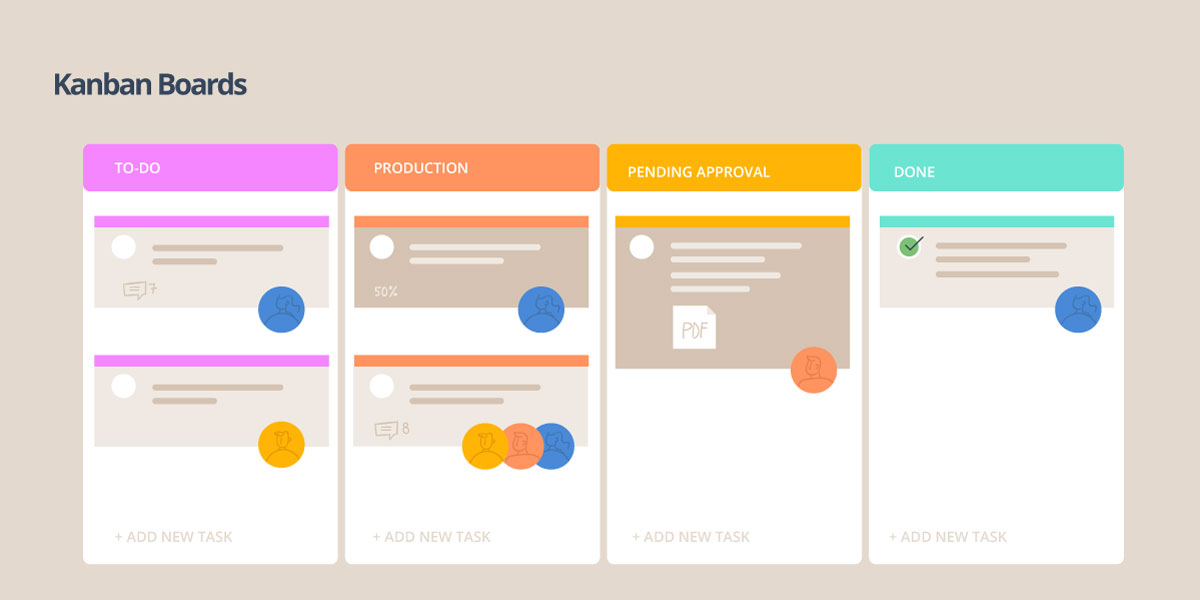 Kanban Boards
TO-DO
PRODUCTION
PENDING APPROVAL
DONE
7
50%
PDF
8
+ ADD NEW TASK
+ ADD NEW TASK
+ ADD NEW TASK
+ ADD NEW TASK